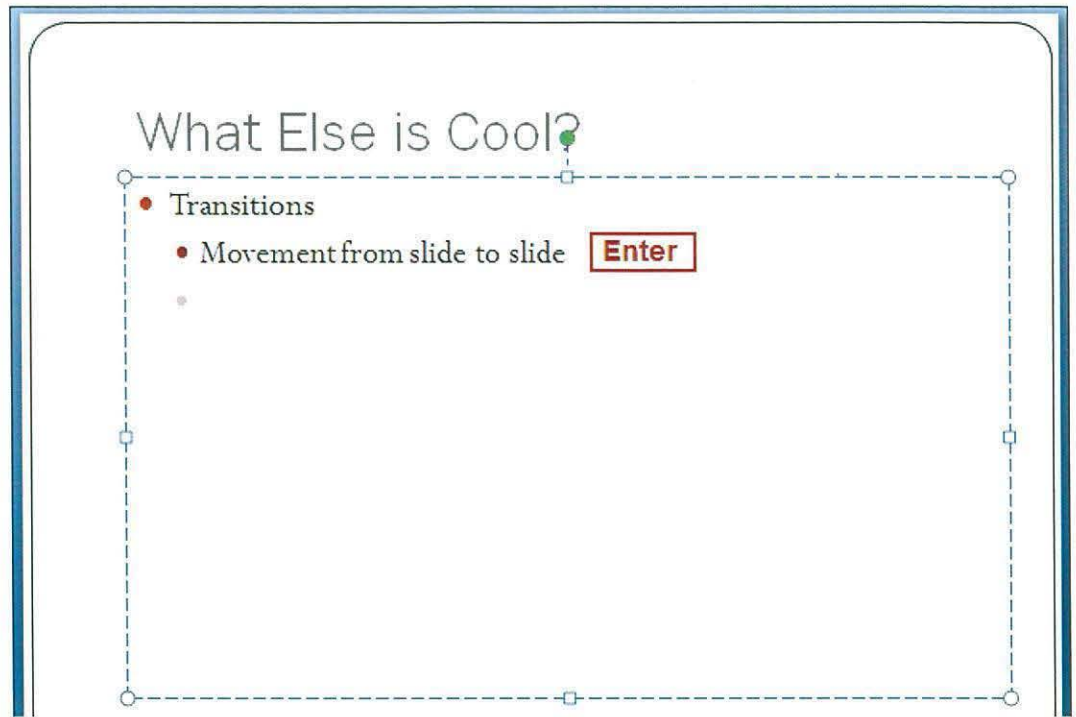 What Else is Cool?
Transitions
Movement from slide to slide Enter